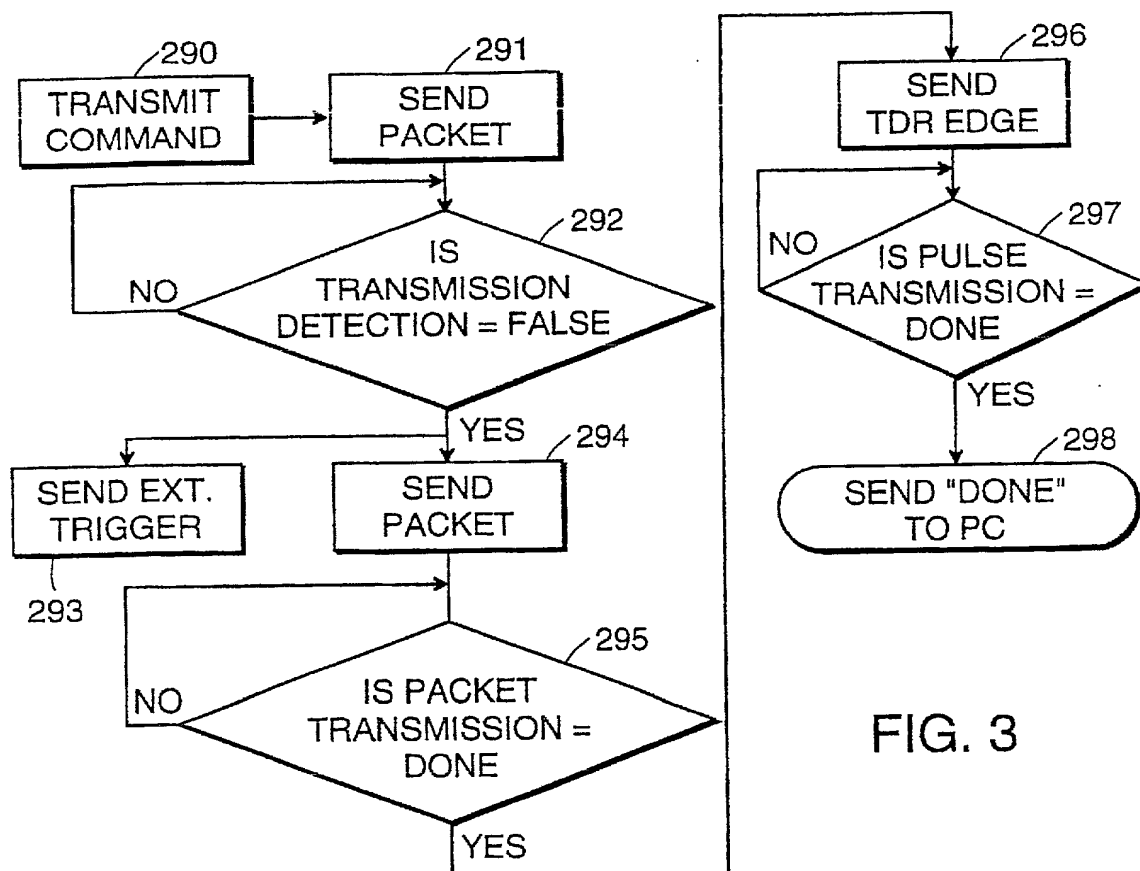 290
TRANSMIT
COMMAND
291
SEND
PACKET
292
IS
TRANSMISSION
DETECTION = FALSE
NO
YES
SEND EXT.
TRIGGER
293
294
SEND
PACKET
295
IS PACKET
TRANSMISSION =
DONE
NO
YES
296
SEND
TDR EDGE
297
IS PULSE
TRANSMISSION =
DONE
NO
YES
298
SEND "DONE"
TO PC
FIG. 3